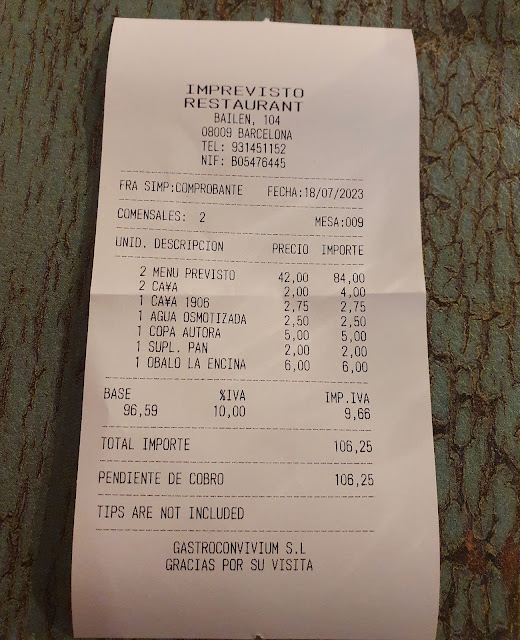 IMPREVISTO
RESTAURANT
BAILEN, 104
08009 BARCELONA
TEL: 931451152
NIF: B05476445
FRA SIMP:COMPROBANTE FECHA:18/07/2023
COMENSALES: 2 MESA:009
UNID. DESCRIPCION PRECIO IMPORTE
2 MENU PREVISTO 42,00 84,00
2 CA¥A 2,00 4,00
1 CA¥A 1906 2,75 2,75
1 AGUA OSMOTIZADA 2,50 2,50
1 COPA AUTORA 5,00 5,00
1 SUPL. PAN 2,00 2,00
1 OBALO LA ENCINA 6,00 6,00
BASE %IVA IMP.IVA
96,59 10,00 9,66
TOTAL IMPORTE 106,25
PENDIENTE DE COBRO 106,25
TIPS ARE NOT INCLUDED
GASTROCONVIVIUM S.L
GRACIAS POR SU VISITA